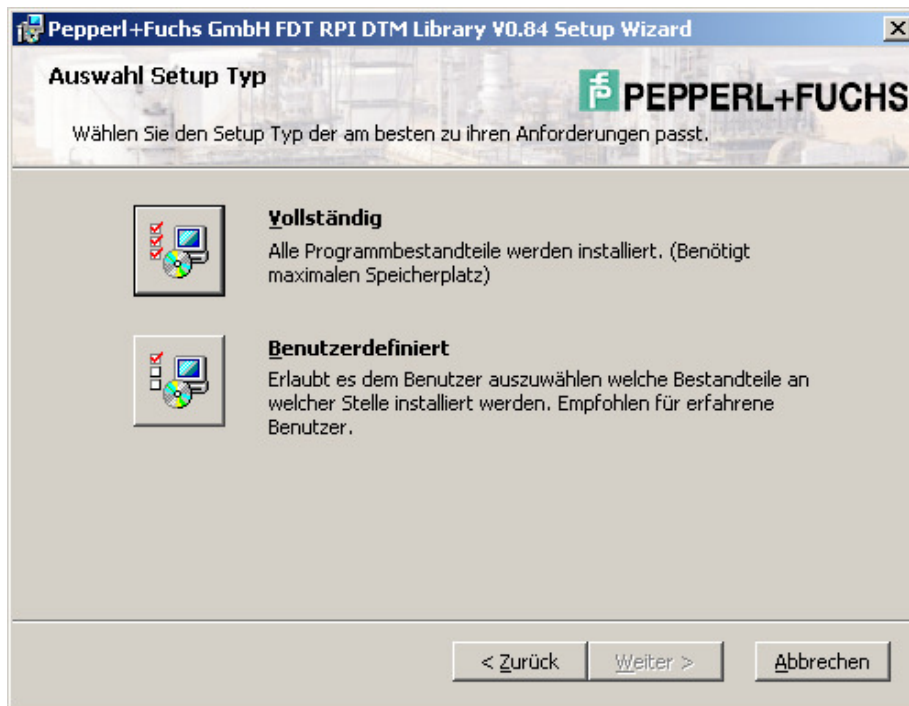 Pepperl+Fuchs GmbH FDT RPI DTM Library V0.84 Setup Wizard
Auswahl Setup Typ
PEPPERL+FUCHS
Wählen Sie den Setup Typ der am besten zu ihren Anforderungen passt.
Vollständig
Alle Programmbestandteile werden installiert. (Benötigt
maximalen Speicherplatz)
Benutzerdefiniert
Erlaubt es dem Benutzer auszuwählen welche Bestandteile an
welcher Stelle installiert werden. Empfohlen für erfahrene
Benutzer.
< Zurück
Weiter >
Abbrechen